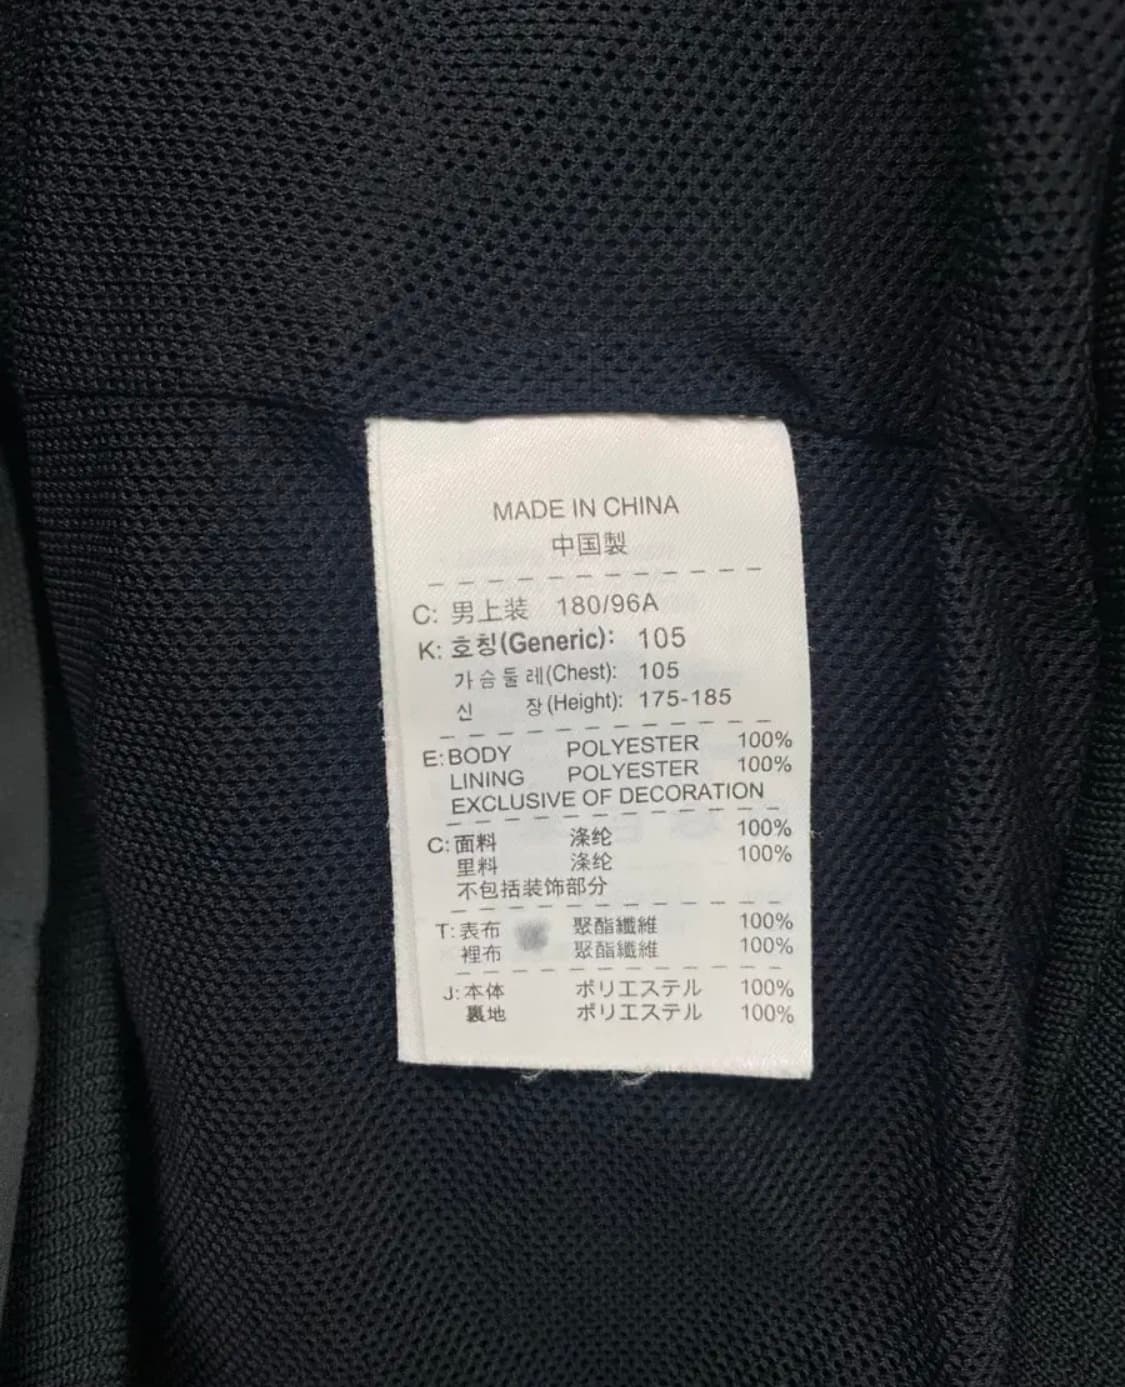 MADE IN CHINA
中国製
C: 男上装 180/96A
K: 호칭(Generic): 105
가슴둘레(Chest): 105
신 장(Height): 175-185
E: BODY POLYESTER 100%
LINING POLYESTER 100%
EXCLUSIVE OF DECORATION
C: 面料 涤纶 100%
里料 涤纶 100%
不包括装饰部分
T: 表布 聚酯纖維 100%
裡布 聚酯纖維 100%
J: 本体 ポリエステル 100%
裏地 ポリエステル 100%